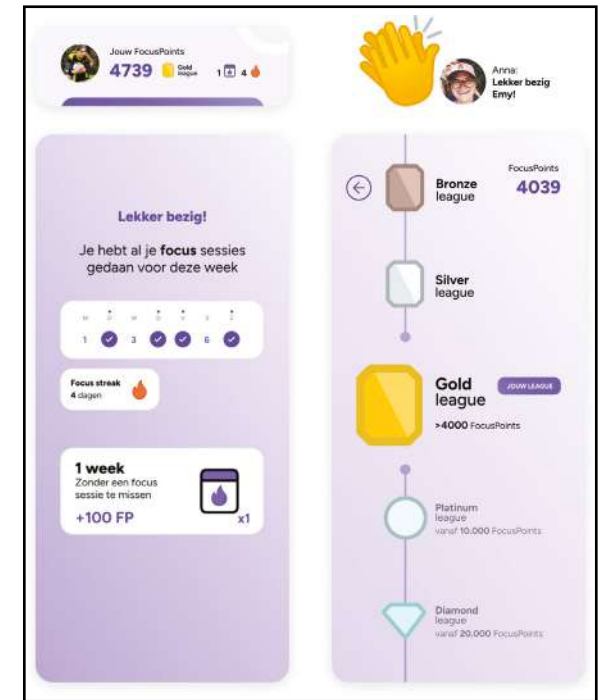 Jouw FocusPoints
4739 Gold league 1 4
Anna:
Lekker bezig
Emy!
Lekker bezig!
Je hebt al je focus sessies
gedaan voor deze week
1 3 6
Focus streak
4 dagen
1 week
Zonder een focus
sessie te missen
+100 FP
x1
FocusPoints
4039
Bronze
league
Silver
league
Gold
league
JOUW LEAGUE
>4000 FocusPoints
Platinum
league
vanaf 10.000 FocusPoints
Diamond
league
vanaf 20.000 FocusPoints